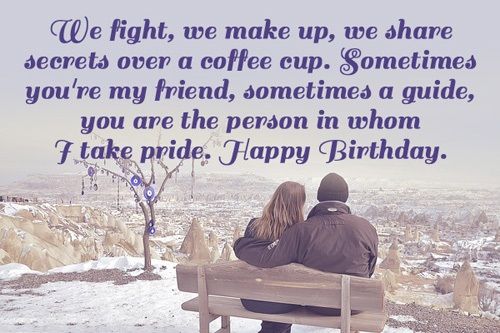 We fight, we make up, we share
secrets over a coffee cup. Sometimes
you're my friend, sometimes a guide,
you are the person in whom
I take pride. Happy Birthday.